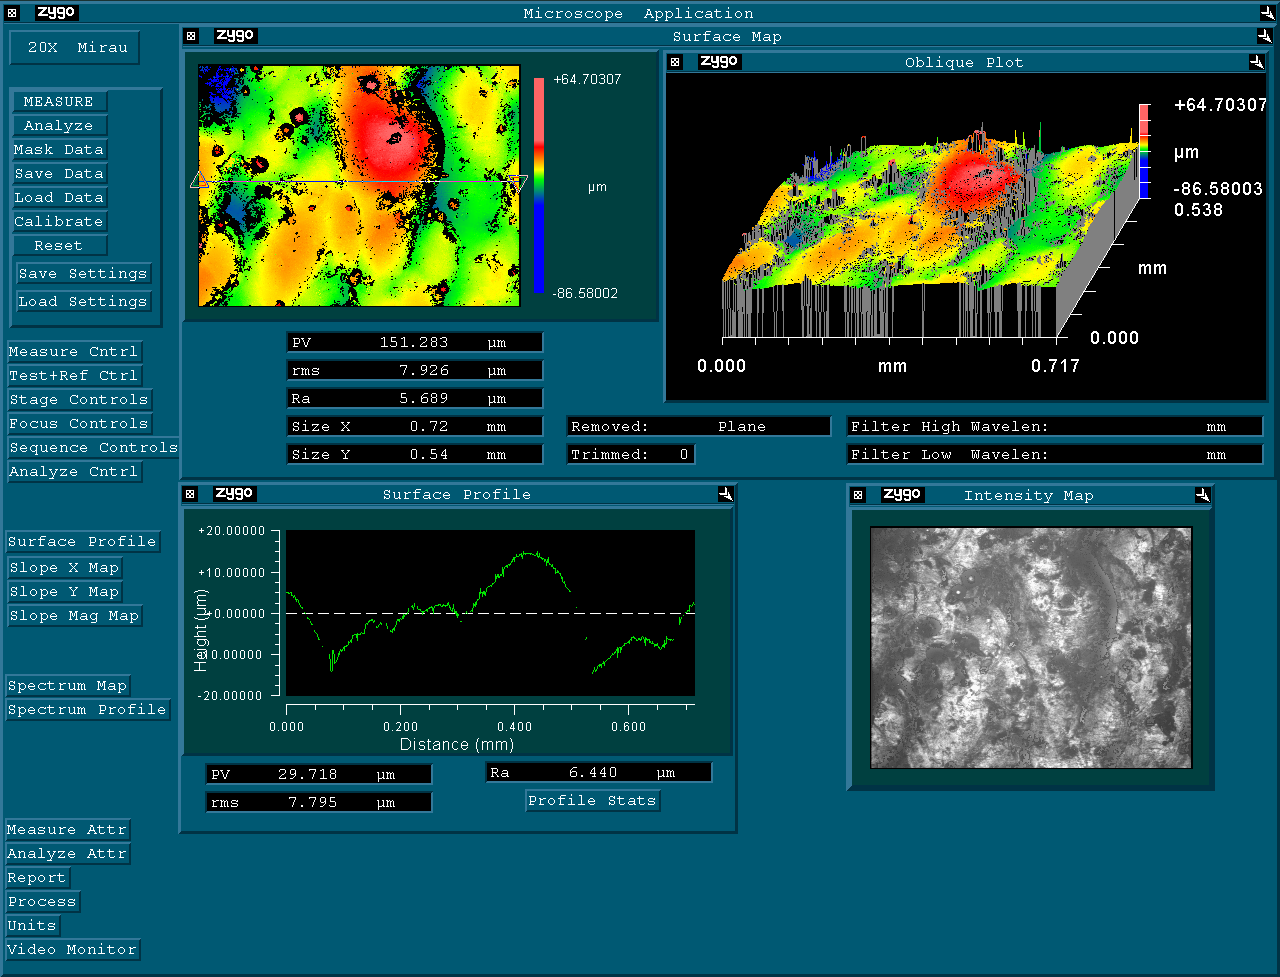 zygo Microscope Application
20X Mirau
MEASURE
Analyze
Mask Data
Save Data
Load Data
Calibrate
Reset
Save Settings
Load Settings
Measure Cntrl
Test+Ref Ctrl
Stage Controls
Focus Controls
Sequence Controls
Analyze Cntrl
Surface Profile
Slope X Map
Slope Y Map
Slope Mag Map
Spectrum Map
Spectrum Profile
Measure Attr
Analyze Attr
Report
Process
Units
Video Monitor
zygo Surface Map
+64.70307
µm
-86.58002
zygo Oblique Plot
+64.70307
µm
-86.58003
0.538
mm
0.000
0.000 mm 0.717
PV 151.283 µm
rms 7.926 µm
Ra 5.689 µm
Size X 0.72 mm
Size Y 0.54 mm
Removed: Plane
Trimmed: 0
Filter High Wavelen: mm
Filter Low Wavelen: mm
zygo Surface Profile
+20.00000
+10.00000
+0.00000
-10.00000
-20.00000
Height (µm)
0.000 0.200 0.400 0.600
Distance (mm)
PV 29.718 µm
rms 7.795 µm
Ra 6.440 µm
Profile Stats
zygo Intensity Map